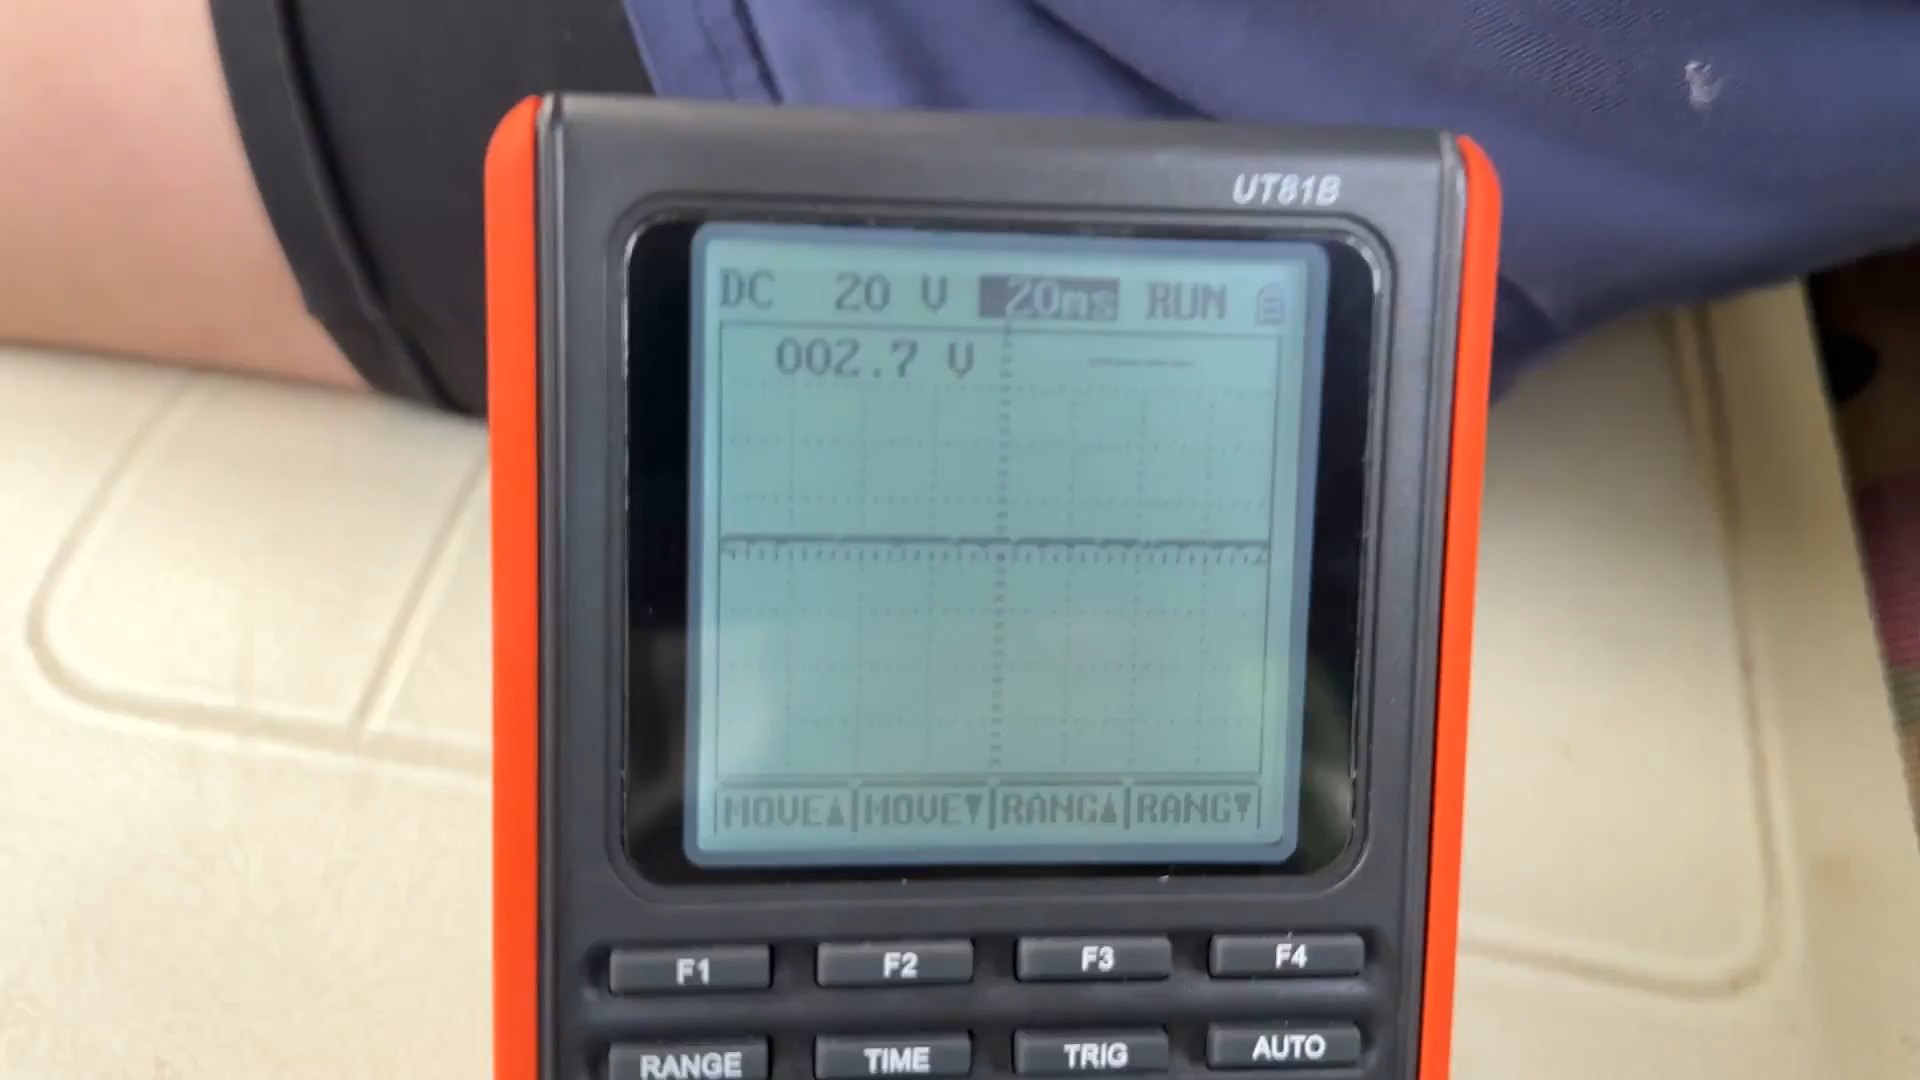 UT81B
DC 20 V 20ms RUN
002.7 V -----
MOVE▲ MOVE▼ RANG▲ RANG▼
F1 F2 F3 F4
RANGE TIME TRIG AUTO